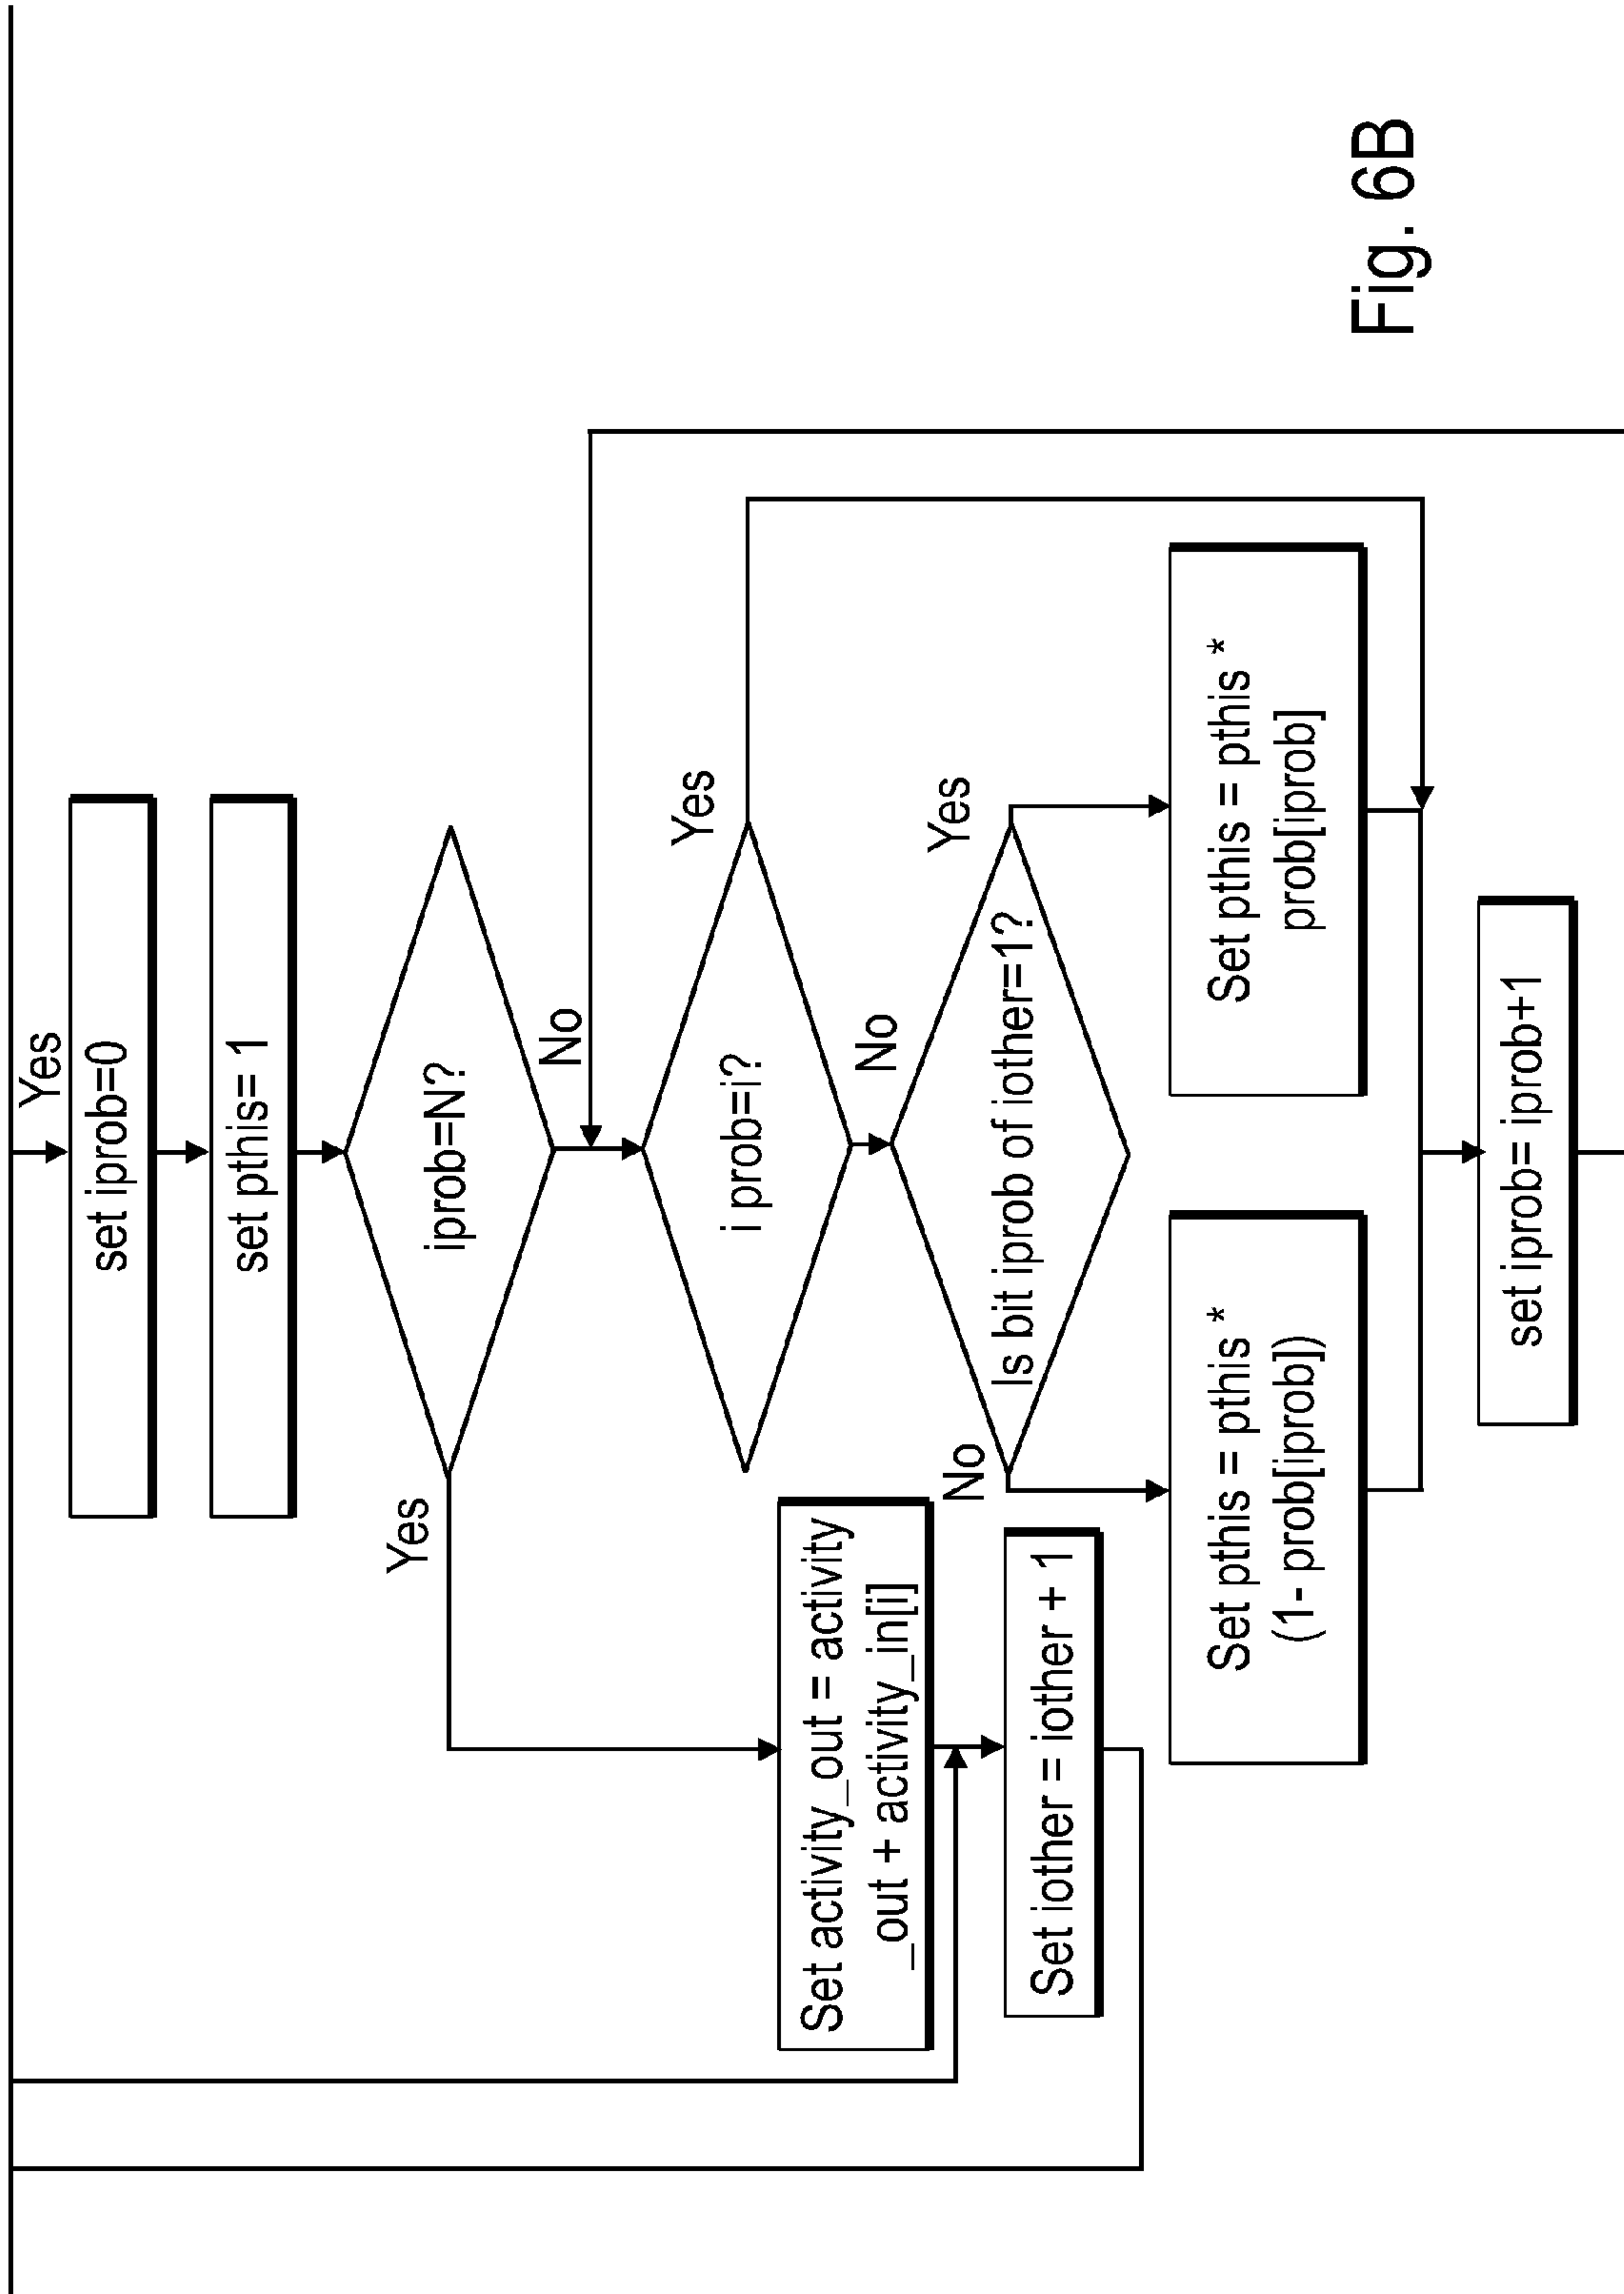 Yes
set iprob=0
set pthis= 1
iprob=N?
Yes
No
i prob=i?
Yes
No
Set activity_out = activity
_out + activity_in[i]
Is bit iprob of iother=1?
Yes
No
Set iother = iother + 1
Set pthis = pthis *
(1- prob[iprob])
Set pthis = pthis *
prob[iprob]
set iprob= iprob+1
Fig. 6B